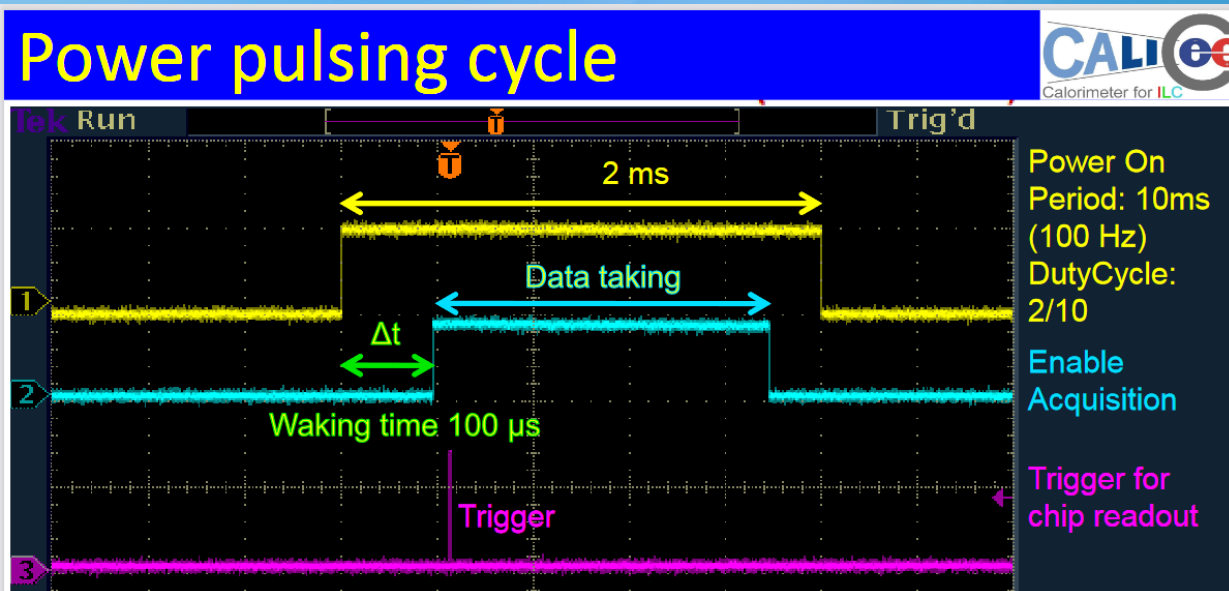 Power pulsing cycle
CALICE
Calorimeter for ILC
Tek Run
Trig'd
T
T
2 ms
Power On
Period: 10ms
(100 Hz)
DutyCycle:
2/10
1
Data taking
Δt
Enable
Acquisition
2
Waking time 100 µs
Trigger for
chip readout
Trigger
3